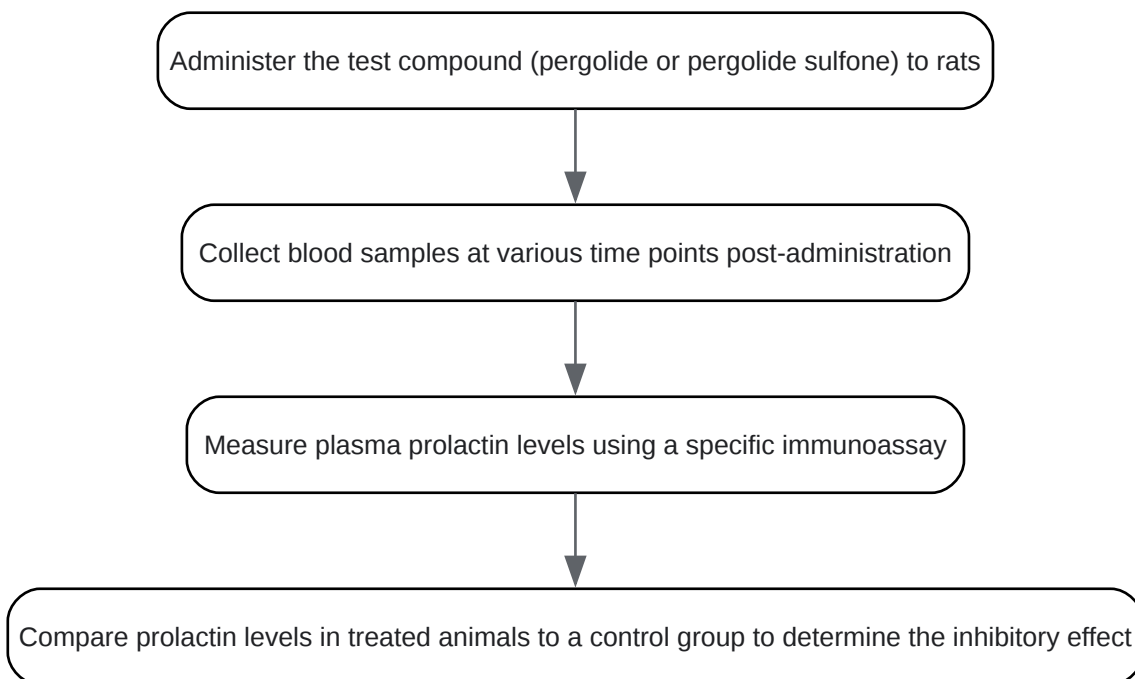 Administer the test compound (pergolide or pergolide sulfone) to rats
Collect blood samples at various time points post-administration
Measure plasma prolactin levels using a specific immunoassay
Compare prolactin levels in treated animals to a control group to determine the inhibitory effect